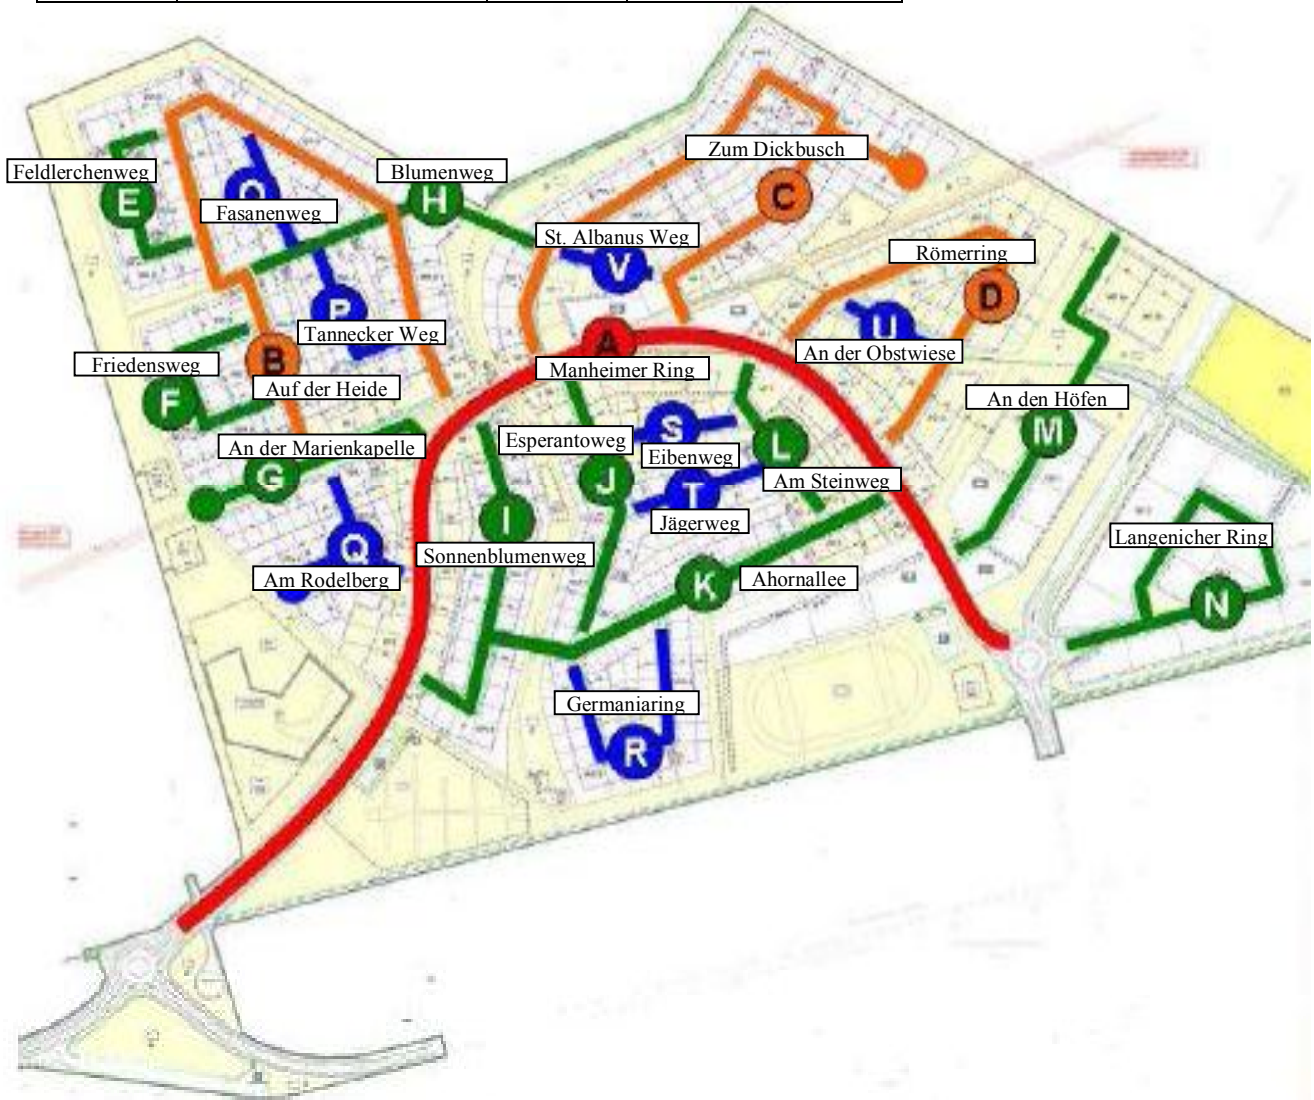 Zum Dickbusch
Feldlerchenweg
Blumenweg
E
O
H
C
Fasanenweg
St. Albanus Weg
V
Römerring
D
P
U
Tannecker Weg
A
An der Obstwiese
Friedensweg
B
Manheimer Ring
F
Auf der Heide
An den Höfen
M
An der Marienkapelle
Esperantoweg
S
Eibenweg
L
G
J
T
Am Steinweg
I
Jägerweg
Langenicher Ring
Q
Sonnenblumenweg
Am Rodelberg
K
Ahornallee
N
Germaniaring
R